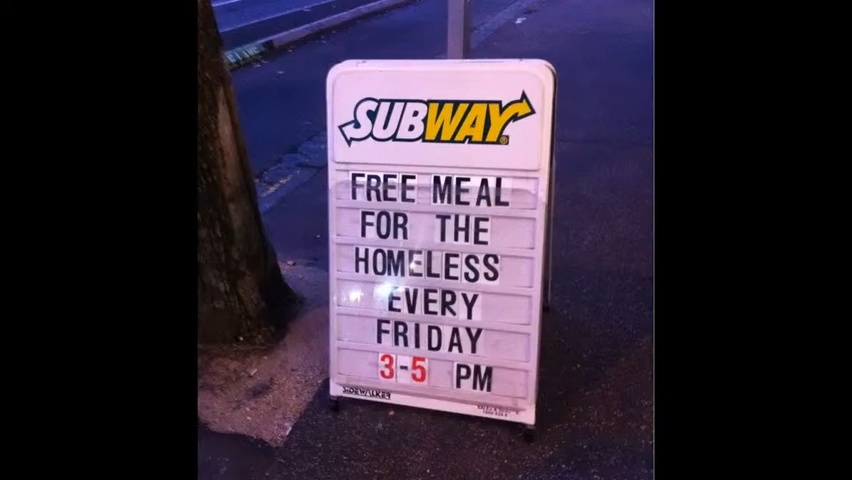 SUBWAY
FREE MEAL
FOR THE
HOMELESS
EVERY
FRIDAY
3-5 PM
SIDEWALKER